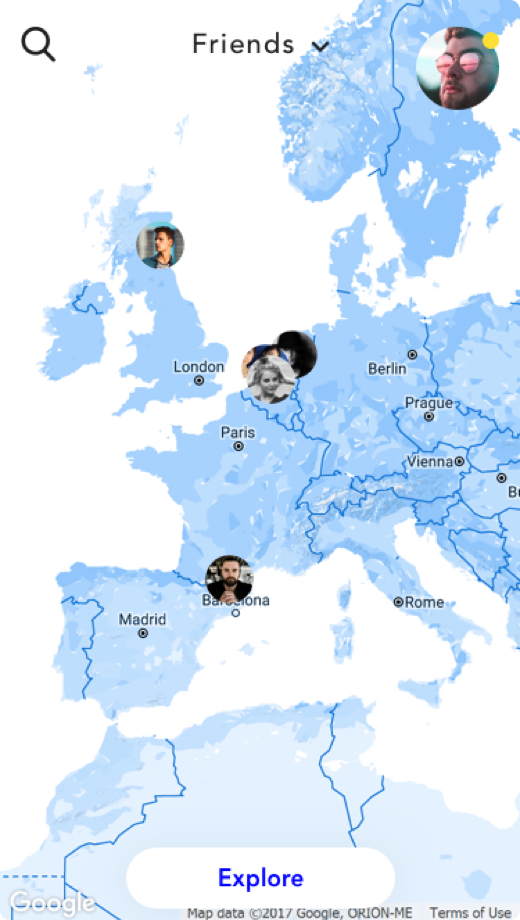 Friends
London
Berlin
Prague
Paris
Vienna
B
Barcelona
Rome
Madrid
Explore
Google
Map data ©2017 Google, ORION-ME Terms of Use